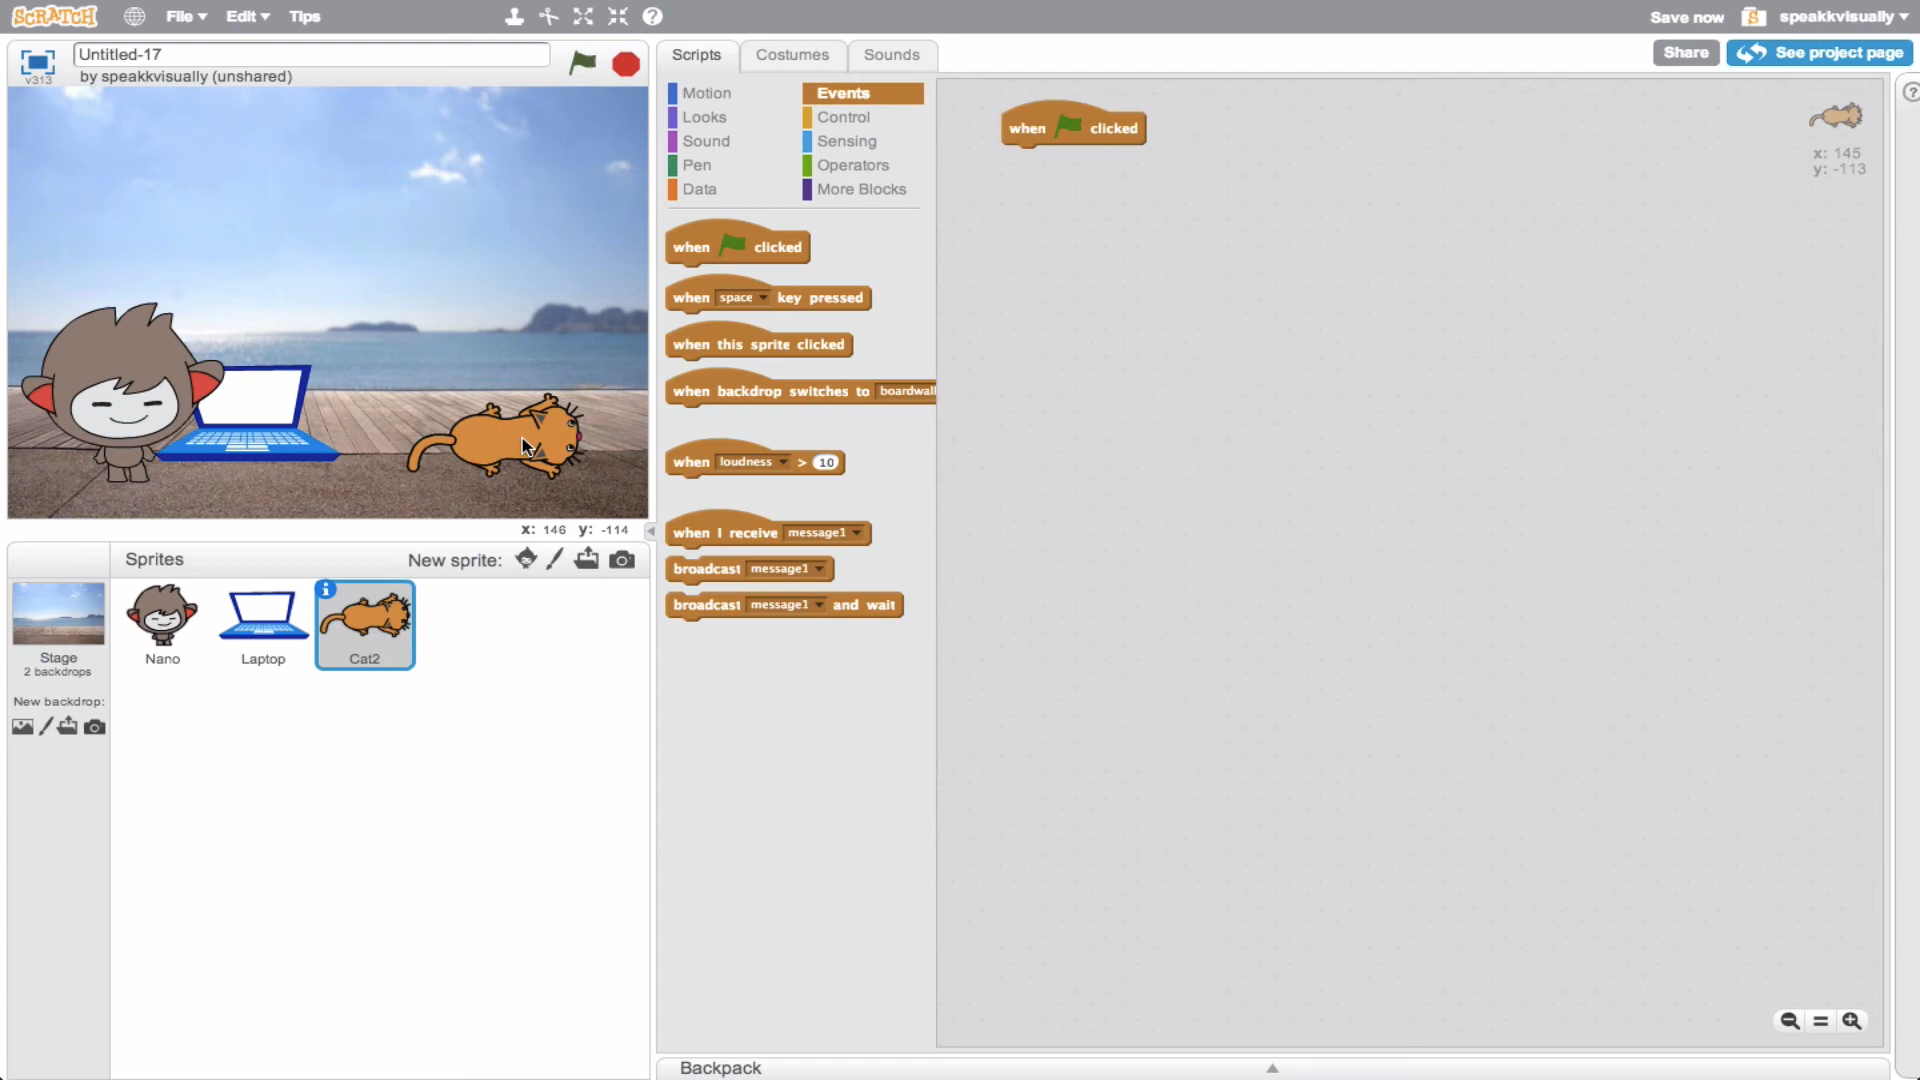 SCRATCH
File
Edit
Tips
Save now
S
speakkvisually
v313
Untitled-17
by speakkvisually (unshared)
Scripts
Costumes
Sounds
Share
See project page
Motion
Events
Looks
Control
Sound
Sensing
Pen
Operators
Data
More Blocks
when clicked
when space key pressed
when this sprite clicked
when backdrop switches to
when loudness > 10
when I receive message1
broadcast message1
broadcast message1 and wait
when clicked
x: 145
y: -113
x: 146 y: -114
Sprites
New sprite:
Stage
2 backdrops
New backdrop:
Nano
Laptop
Cat2
Backpack